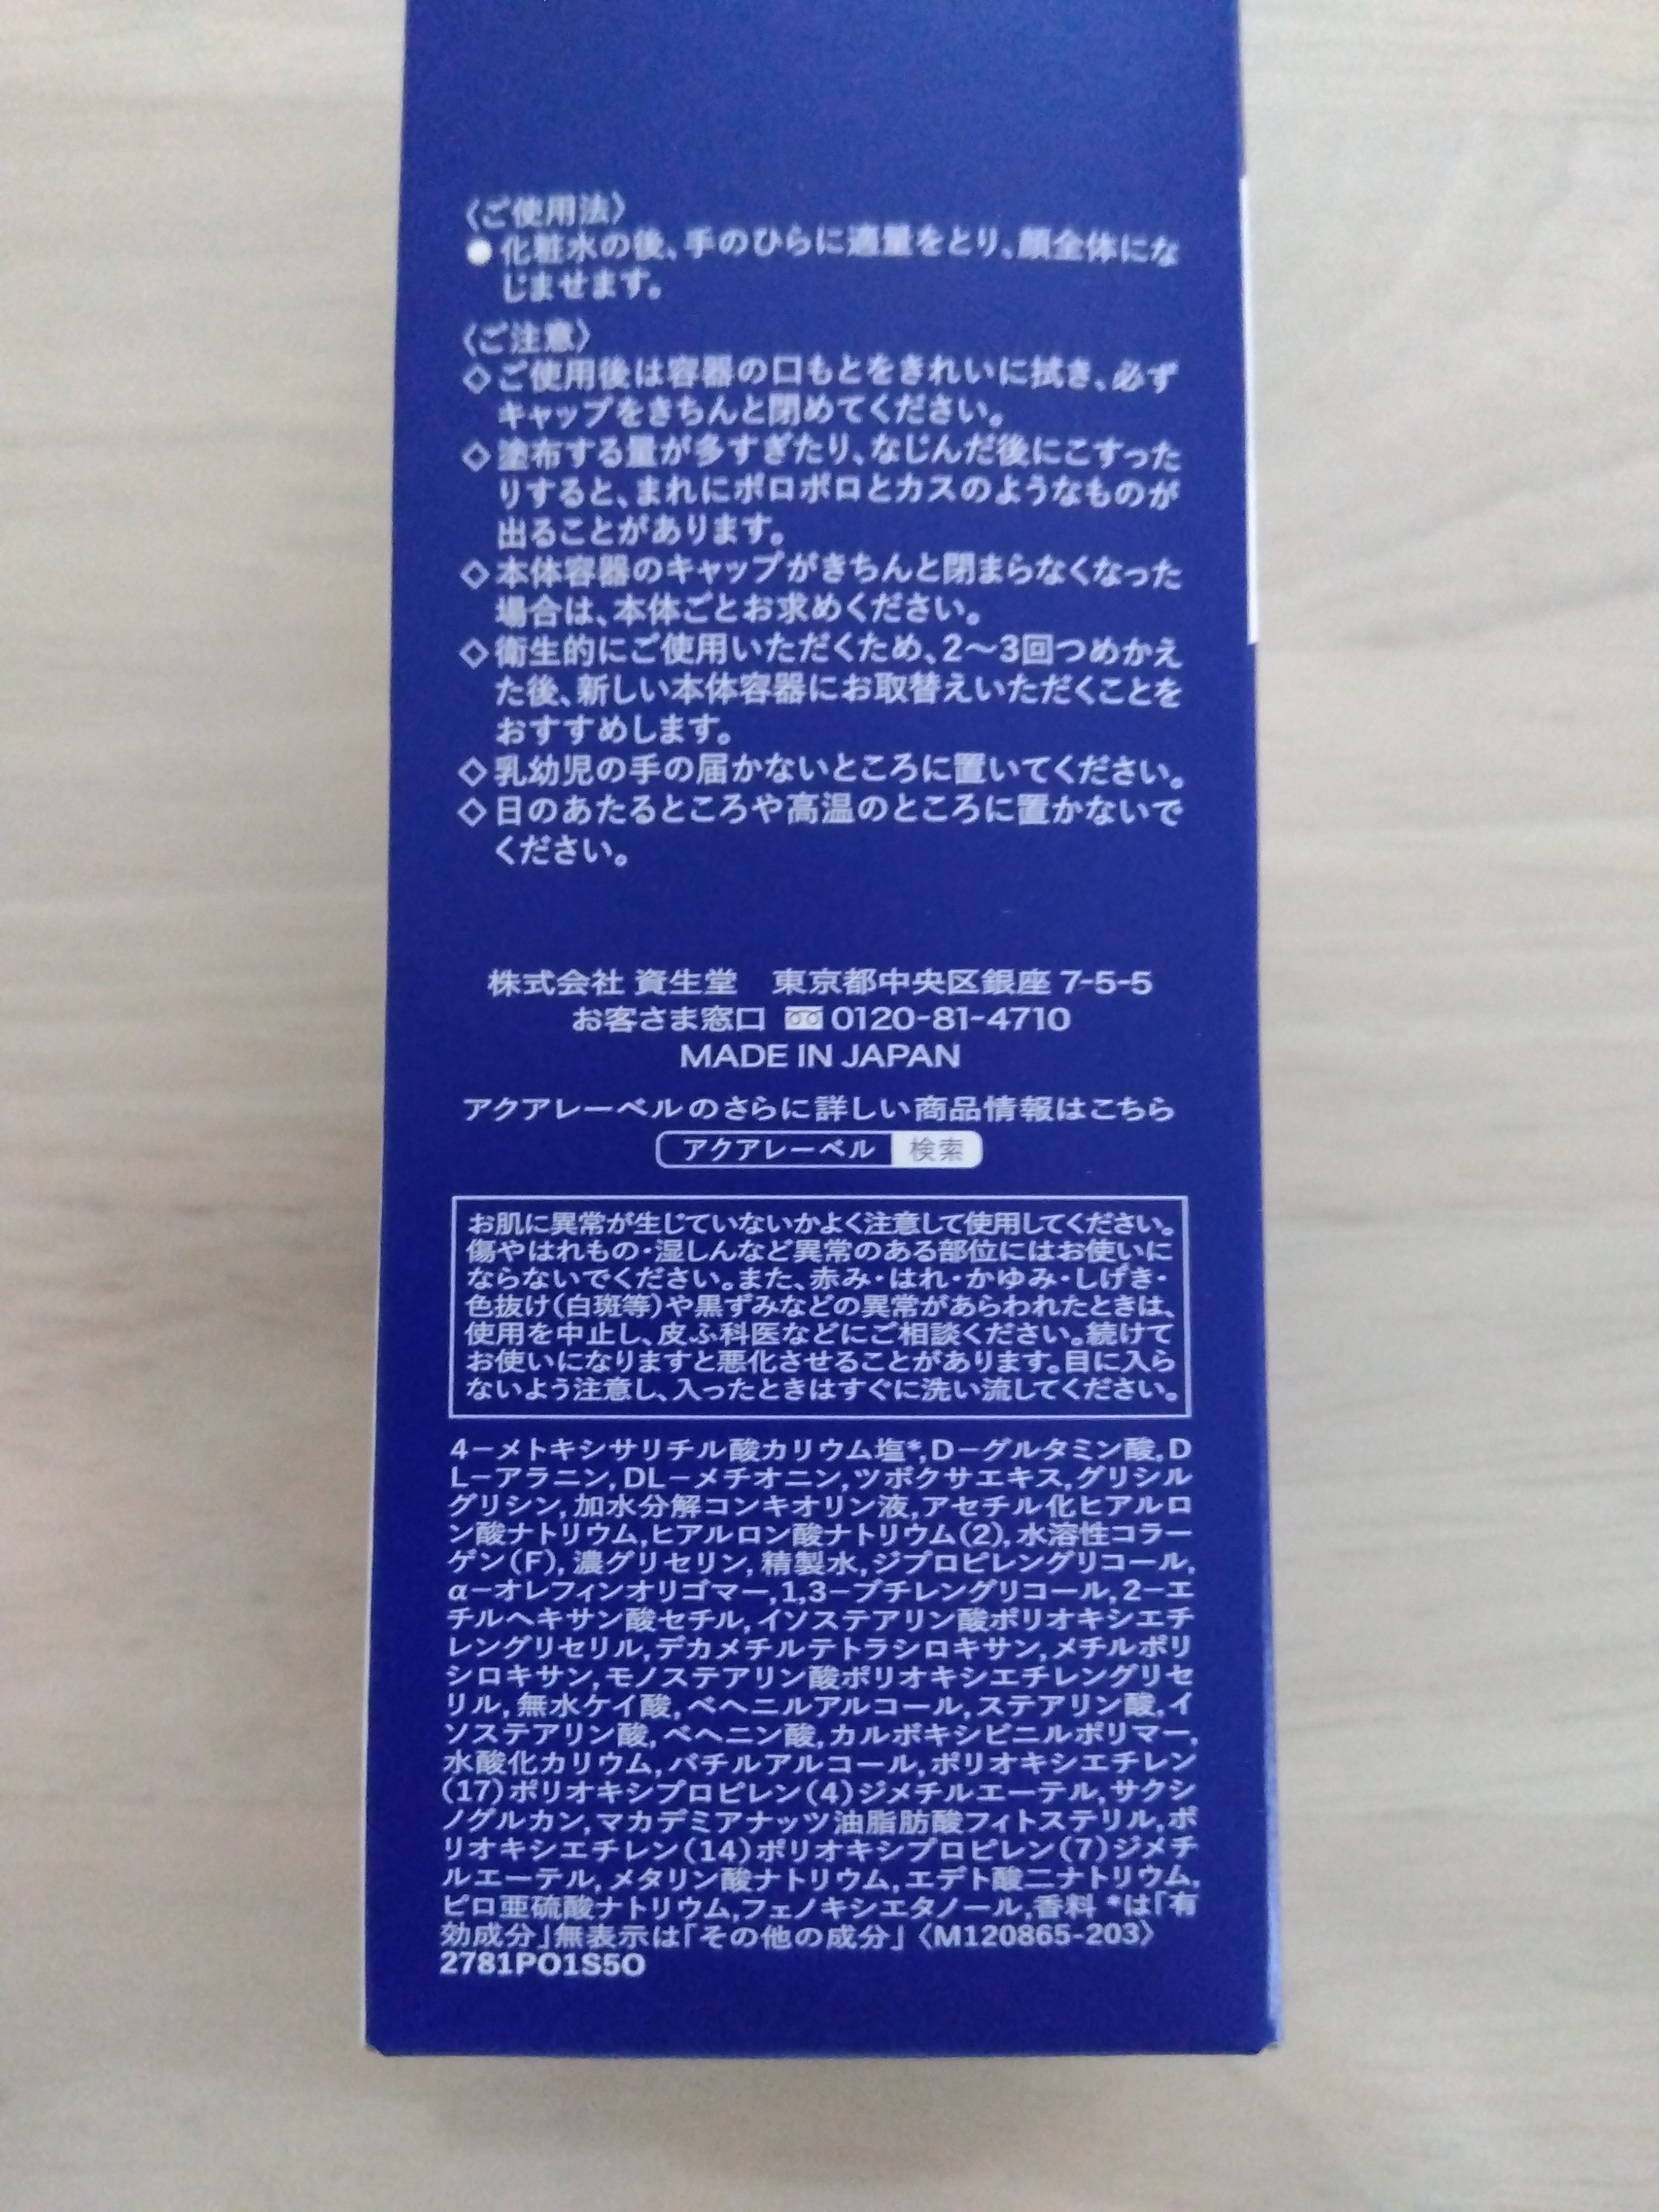 〈ご使用法〉
●化粧水の後、手のひらに適量をとり、顔全体にな
じませます。
〈ご注意〉
◇ご使用後は容器の口もとをきれいに拭き、必ず
キャップをきちんと閉めてください。
◇塗布する量が多すぎたり、なじんだ後にこすった
りすると、まれにボロボロとカスのようなものが
出ることがあります。
◇本体容器のキャップがきちんと閉まらなくなった
場合は、本体ごとお求めください。
◇衛生的にご使用いただくため、2〜3回つめかえ
た後、新しい本体容器にお取替えいただくことを
おすすめします。
◇乳幼児の手の届かないところに置いてください。
◇日のあたるところや高温のところに置かないで
ください。
株式会社 資生堂　東京都中央区銀座 7-5-5
お客さま窓口 0120-81-4710
MADE IN JAPAN
アクアレーベルのさらに詳しい商品情報はこちら
アクアレーベル 検索
お肌に異常が生じていないかよく注意して使用してください。
傷やはれもの・湿しんなど異常のある部位にはお使いに
ならないでください。また、赤み・はれ・かゆみ・しげき・
色抜け(白斑等)や黒ずみなどの異常があらわれたときは、
使用を中止し、皮ふ科医などにご相談ください。続けて
お使いになりますと悪化させることがあります。目に入ら
ないよう注意し、入ったときはすぐに洗い流してください。
4−メトキシサリチル酸カリウム塩*,D−グルタミン酸,D
L−アラニン,DL−メチオニン,ツボクサエキス,グリシル
グリシン,加水分解コンキオリン液,アセチル化ヒアルロ
ン酸ナトリウム,ヒアルロン酸ナトリウム(2),水溶性コラー
ゲン(F),濃グリセリン,精製水,ジプロピレングリコール,
α−オレフィンオリゴマー,1,3−ブチレングリコール,2−エ
チルヘキサン酸セチル,イソステアリン酸ポリオキシエチ
レングリセリル,デカメチルテトラシロキサン,メチルポリ
シロキサン,モノステアリン酸ポリオキシエチレングリセ
リル,無水ケイ酸,ベヘニルアルコール,ステアリン酸,イ
ソステアリン酸,ベヘニン酸,カルボキシビニルポリマー,
水酸化カリウム,バチルアルコール,ポリオキシエチレン
(17)ポリオキシプロピレン(4)ジメチルエーテル,サクシ
ノグルカン,マカデミアナッツ油脂肪酸フィトステリル,ポ
リオキシエチレン(14)ポリオキシプロピレン(7)ジメチ
ルエーテル,メタリン酸ナトリウム,エデト酸二ナトリウム,
ピロ亜硫酸ナトリウム,フェノキシエタノール,香料 *は「有
効成分」無表示は「その他の成分」〈M120865-203〉
2781PO1S5O